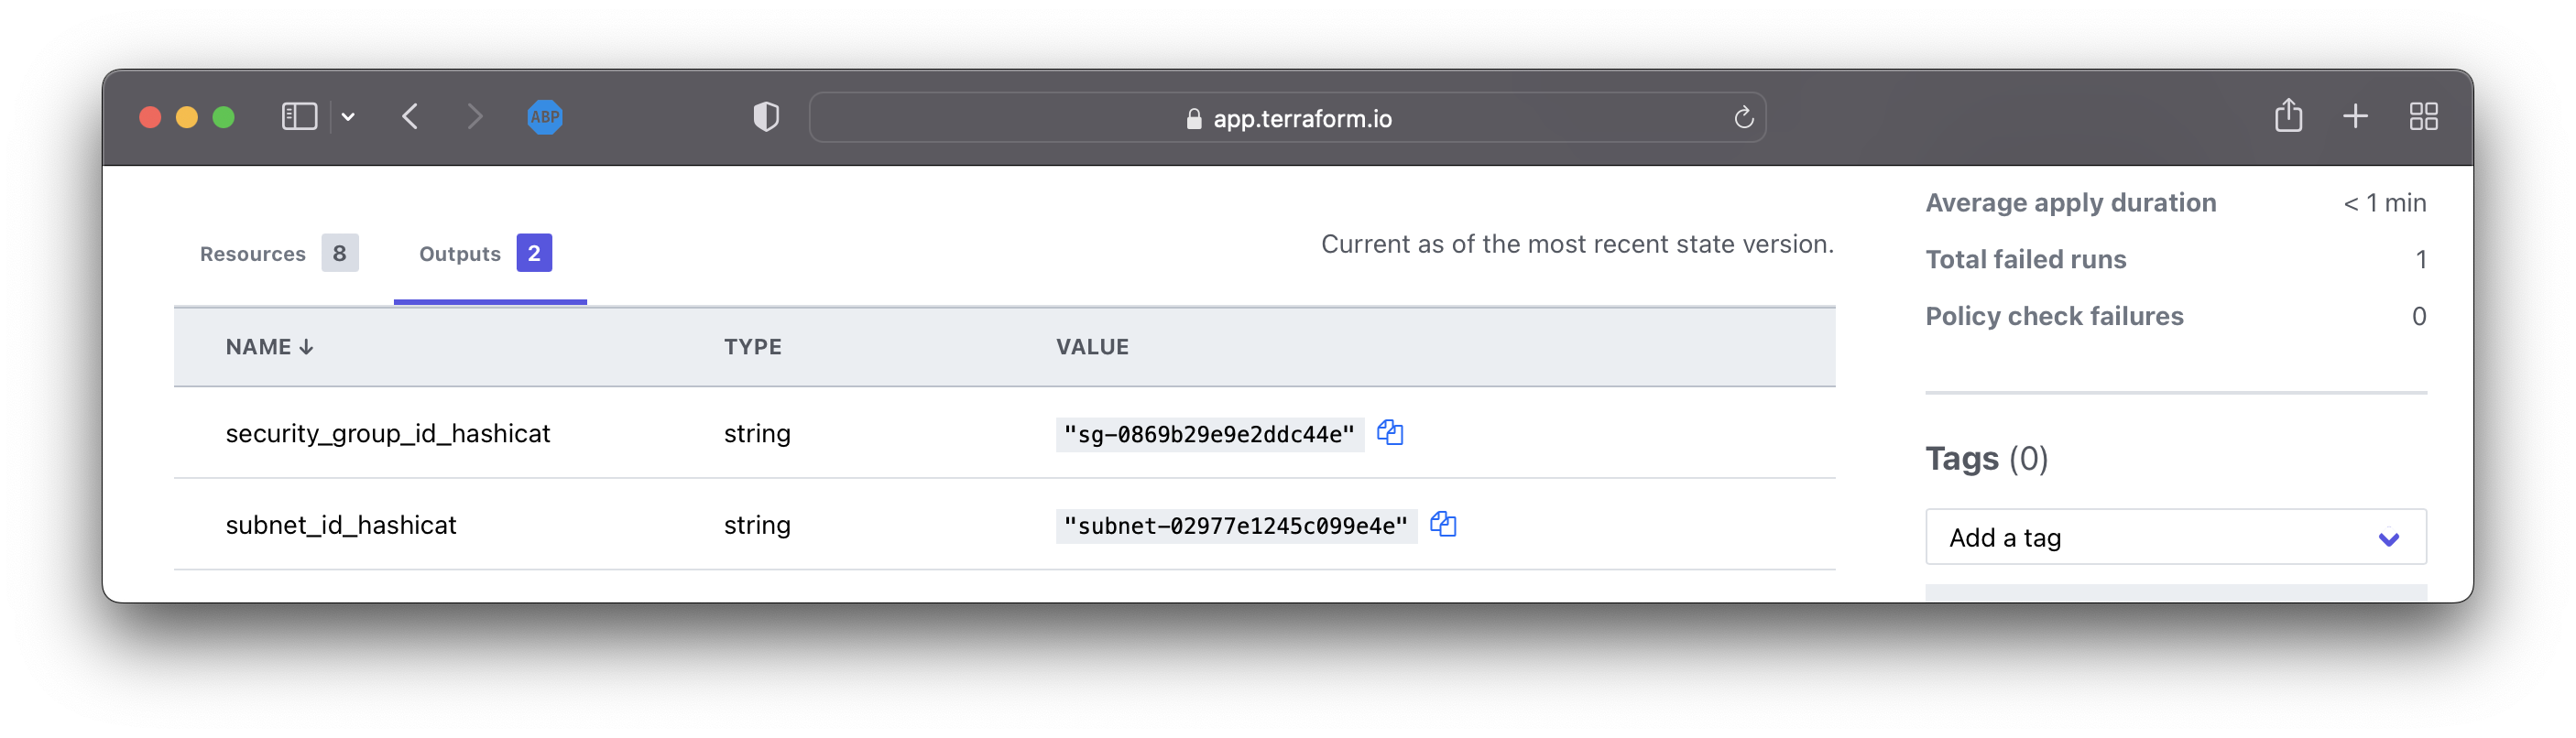 ABP
app.terraform.io
Resources 8
Outputs 2
Current as of the most recent state version.
NAME ↓ TYPE VALUE
security_group_id_hashicat string "sg-0869b29e9e2ddc44e"
subnet_id_hashicat string "subnet-02977e1245c099e4e"
Average apply duration < 1 min
Total failed runs 1
Policy check failures 0
Tags (0)
Add a tag